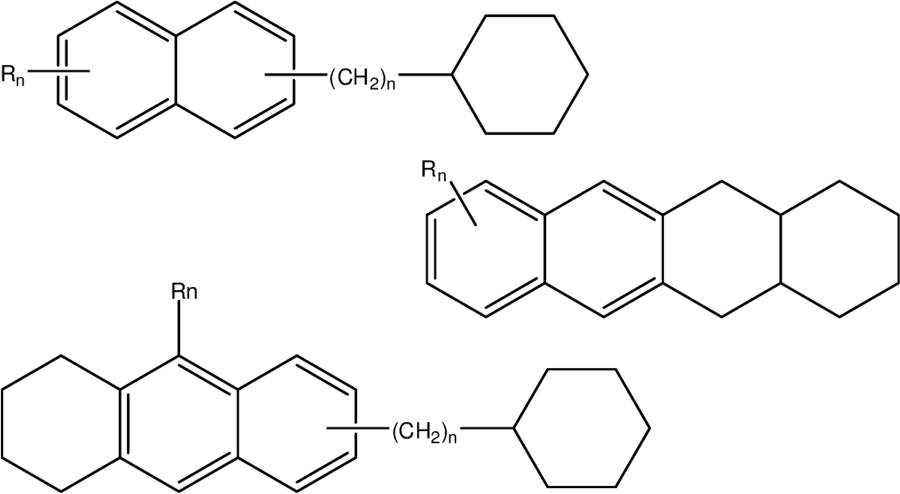 Rn (CH2)n
Rn
Rn
(CH2)n